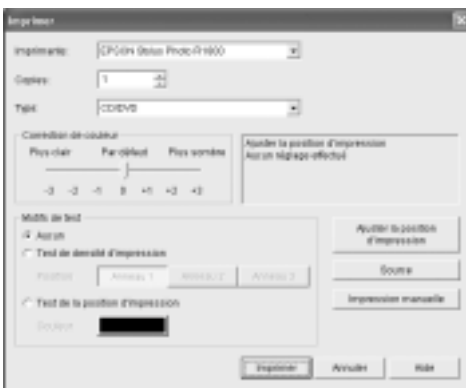 Imprimer
Imprimante: EPSON Stylus Photo R1800
Copies: 1
Type: CD/DVD
Correction de couleur
Plus clair Par défaut Plus sombre
-3 -2 -1 0 +1 +2 +3
Ajuster la position d'impression
Aucun réglage effectué
Motifs de test
Aucun
Test de densité d'impression
Position Anneau 1 Anneau 2 Anneau 3
Test de la position d'impression
Couleur
Ajuster la position
d'impression
Source
Impression manuelle
Imprimer Annuler Aide